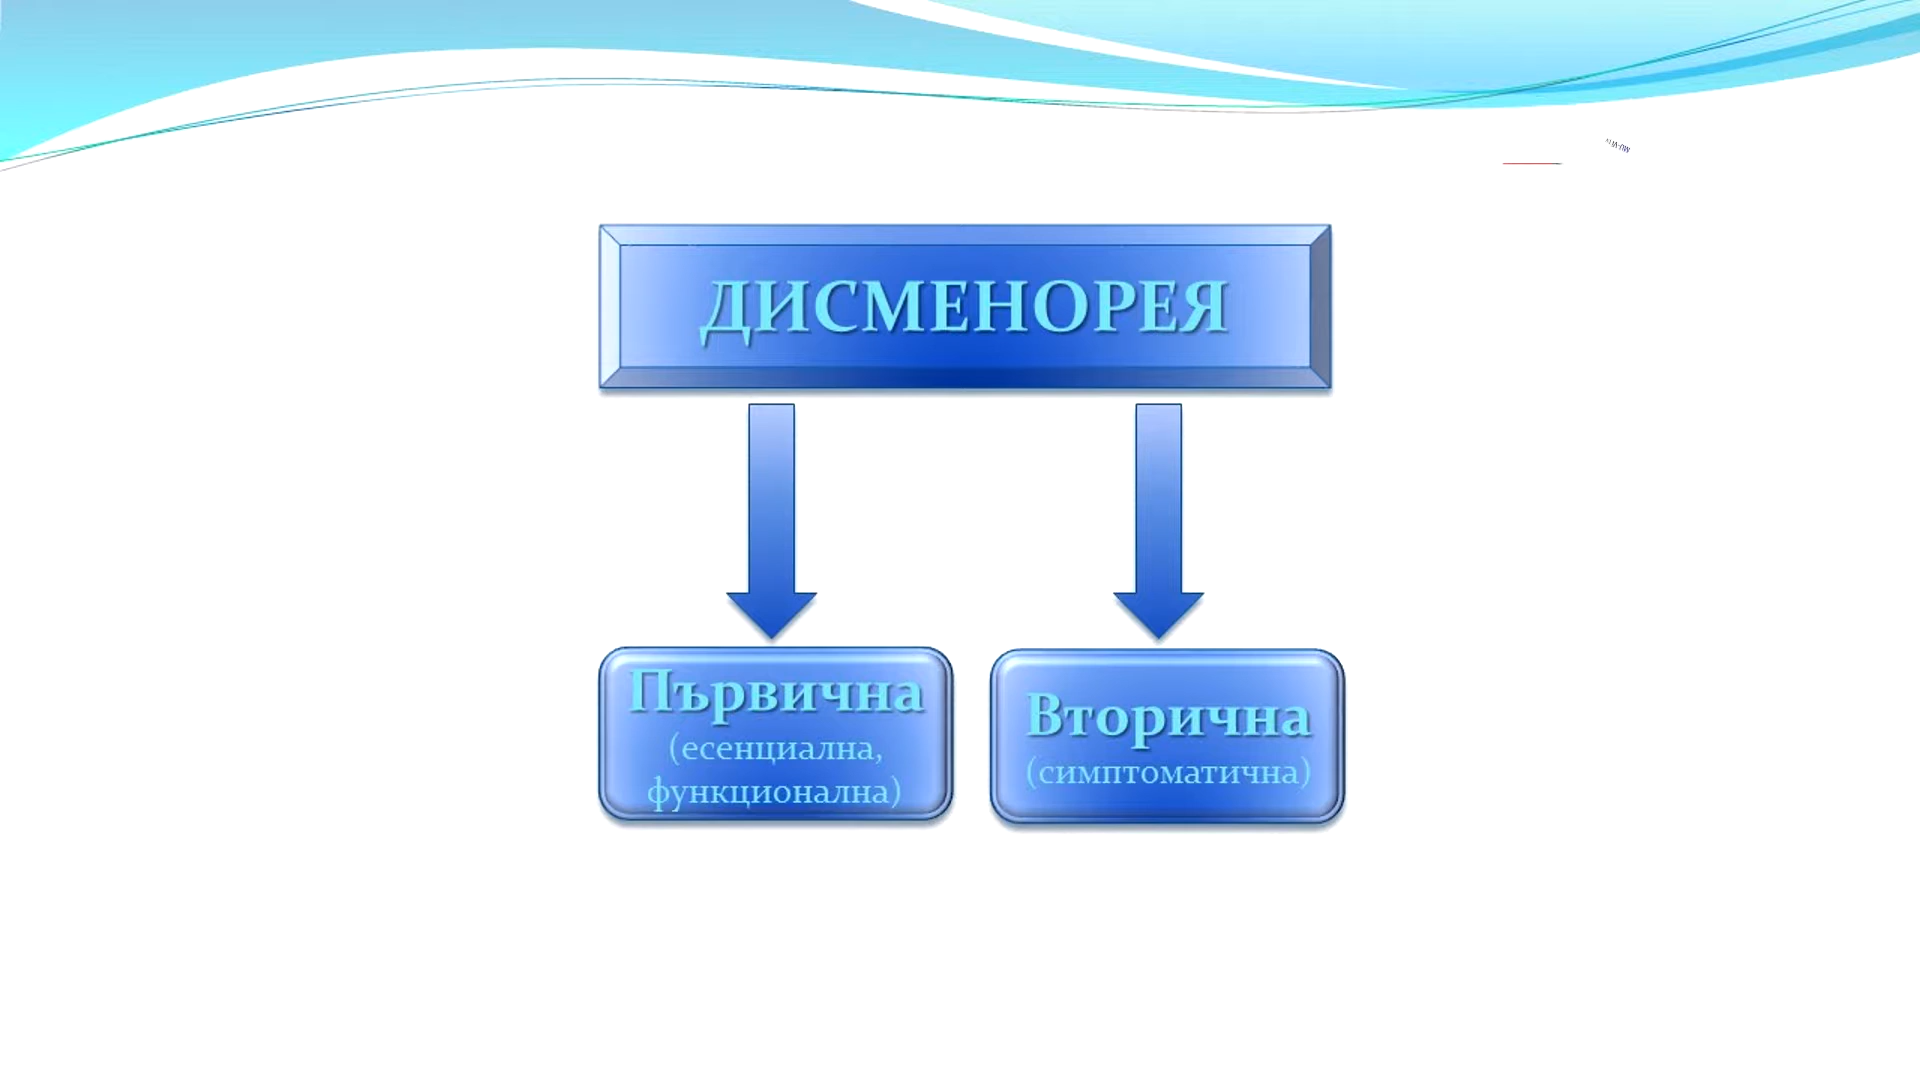 ДИСМЕНОРЕЯ
Първична
(есенциална,
функционална)
Вторична
(симптоматична)